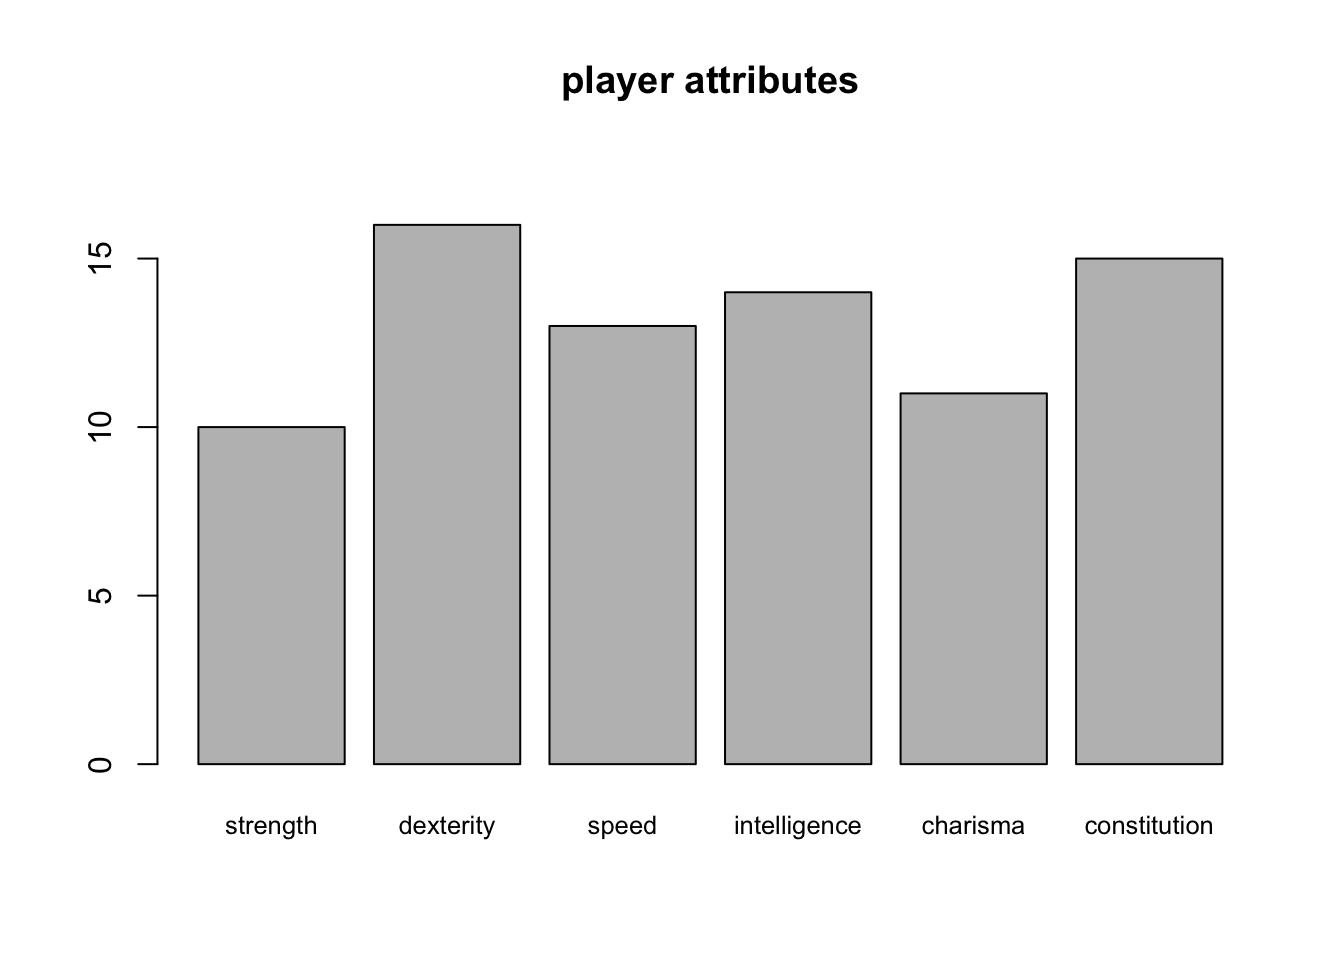 player attributes
15
10
5
0
strength dexterity speed intelligence charisma constitution